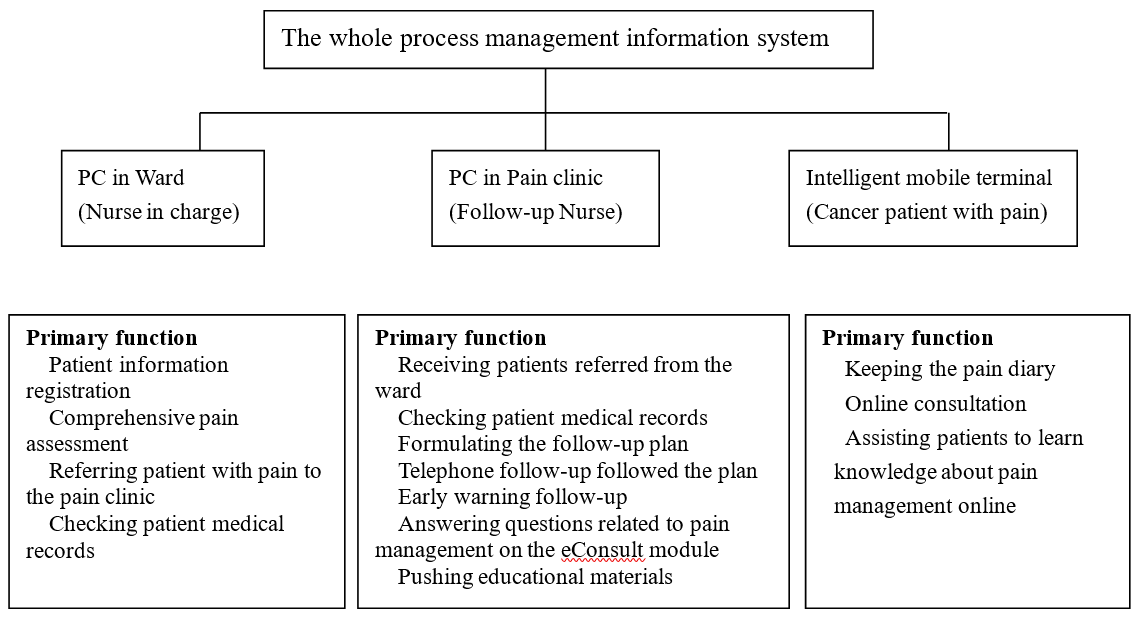 The whole process management information system
PC in Ward
(Nurse in charge)
PC in Pain clinic
(Follow-up Nurse)
Intelligent mobile terminal
(Cancer patient with pain)
Primary function
Patient information
registration
Comprehensive pain
assessment
Referring patient with pain to
the pain clinic
Checking patient medical
records
Primary function
Receiving patients referred from the
ward
Checking patient medical records
Formulating the follow-up plan
Telephone follow-up followed the plan
Early warning follow-up
Answering questions related to pain
management on the eConsult module
Pushing educational materials
Primary function
Keeping the pain diary
Online consultation
Assisting patients to learn
knowledge about pain
management online